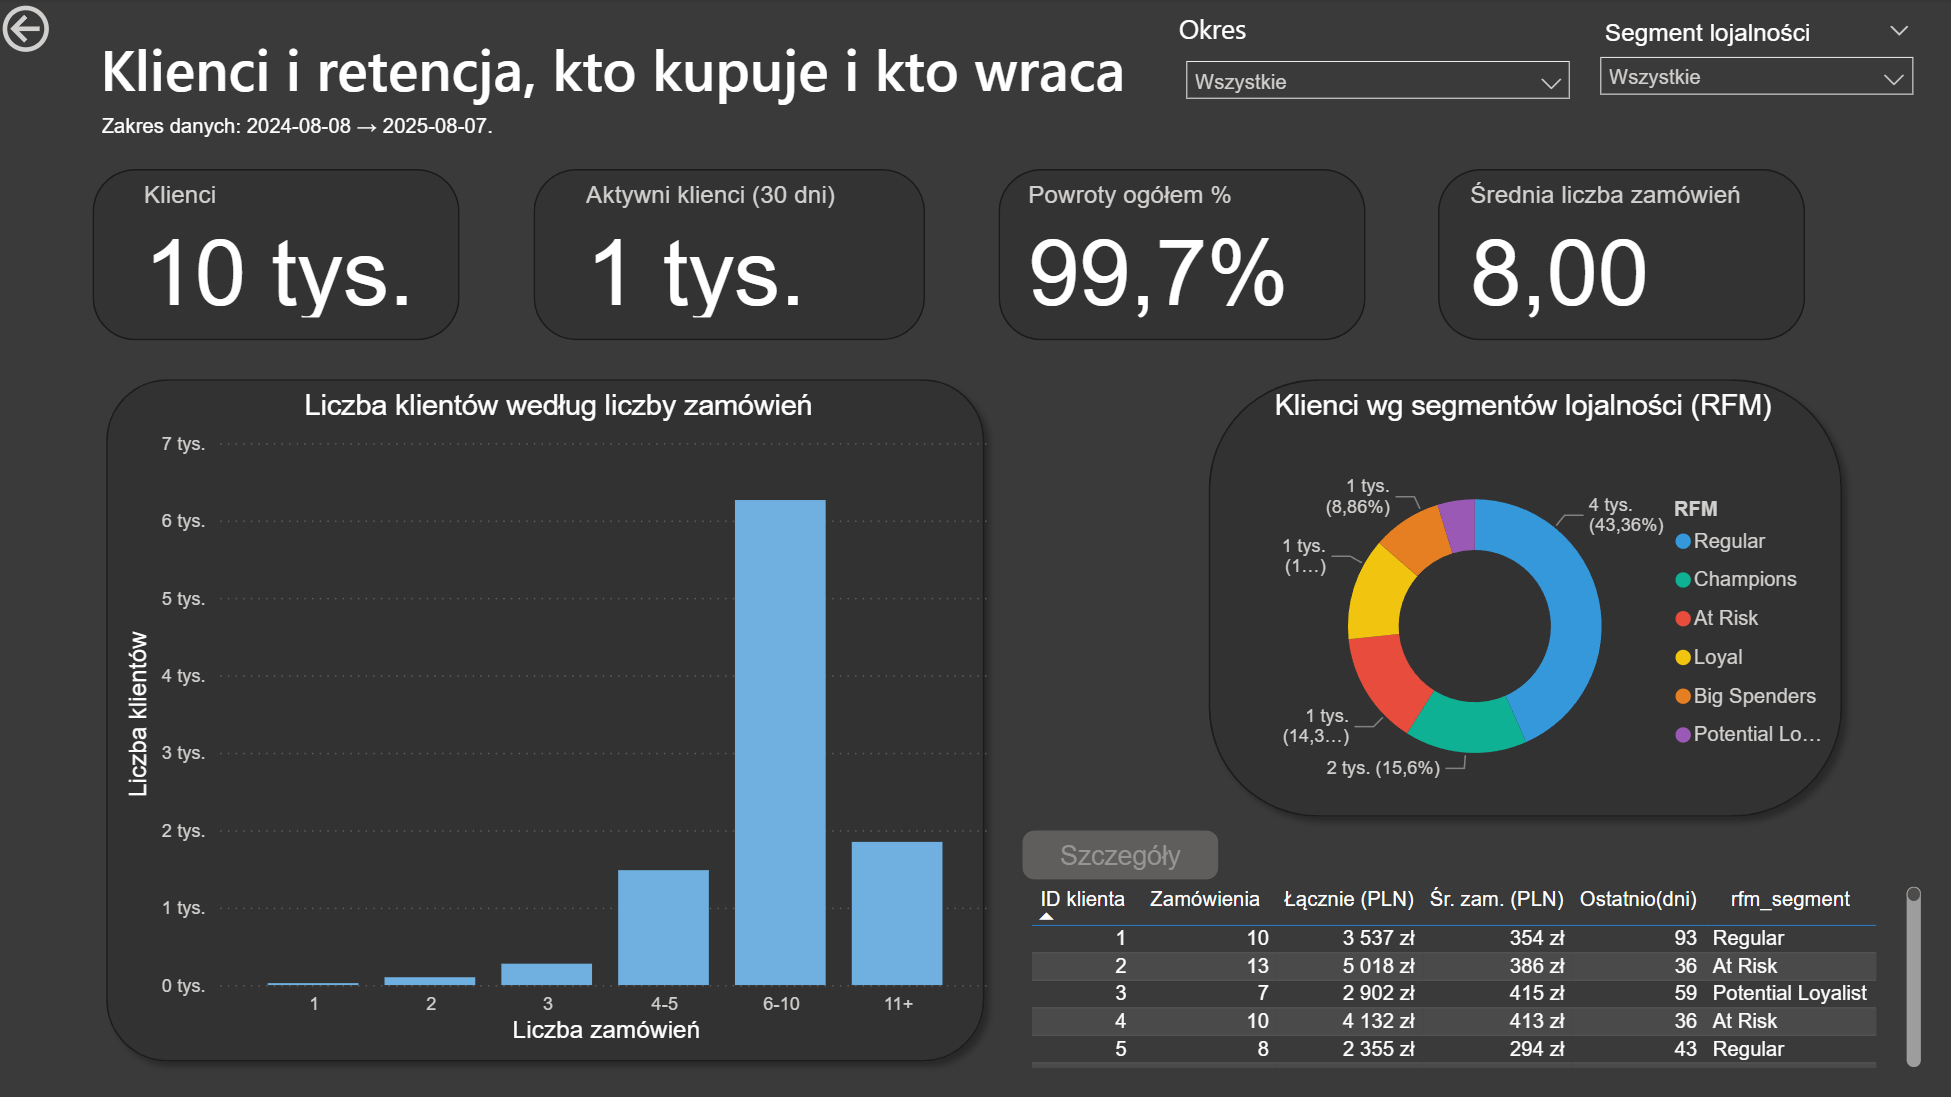 Klienci i retencja, kto kupuje i kto wraca
Zakres danych: 2024-08-08 → 2025-08-07.
Okres
Wszystkie
Segment lojalności
Wszystkie
Klienci
10 tys.
Aktywni klienci (30 dni)
1 tys.
Powroty ogółem %
99,7%
Średnia liczba zamówień
8,00
Liczba klientów według liczby zamówień
Liczba klientów
7 tys.
6 tys.
5 tys.
4 tys.
3 tys.
2 tys.
1 tys.
0 tys.
1 2 3 4-5 6-10 11+
Liczba zamówień
Klienci wg segmentów lojalności (RFM)
4 tys.
(43,36%)
2 tys. (15,6%)
1 tys.
(14,3...)
1 tys.
(1...)
1 tys.
(8,86%)
RFM
Regular
Champions
At Risk
Loyal
Big Spenders
Potential Lo...
Szczegóły
ID klienta Zamówienia Łącznie (PLN) Śr. zam. (PLN) Ostatnio(dni) rfm_segment
1 10 3 537 zł 354 zł 93 Regular
2 13 5 018 zł 386 zł 36 At Risk
3 7 2 902 zł 415 zł 59 Potential Loyalist
4 10 4 132 zł 413 zł 36 At Risk
5 8 2 355 zł 294 zł 43 Regular